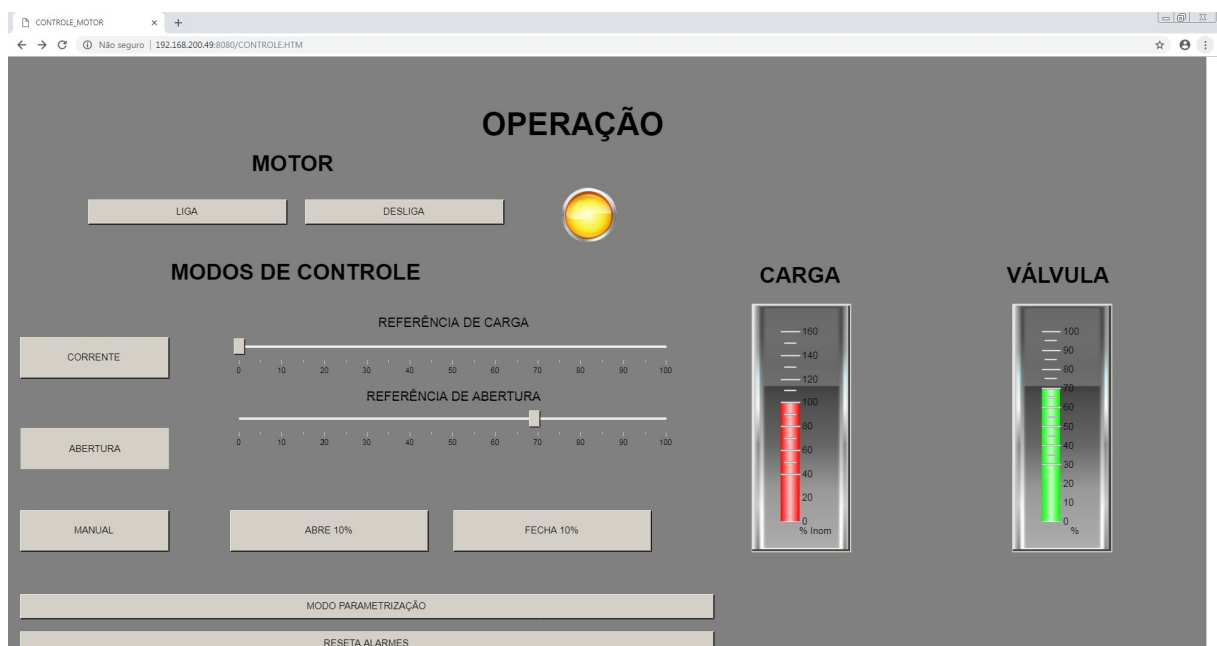 CONTROLE_MOTOR
Não seguro | 192.168.200.49:8080/CONTROLE.HTM
OPERAÇÃO
MOTOR
LIGA DESLIGA
MODOS DE CONTROLE
CARGA
VÁLVULA
REFERÊNCIA DE CARGA
CORRENTE
0 10 20 30 40 50 60 70 80 90 100
REFERÊNCIA DE ABERTURA
0 10 20 30 40 50 60 70 80 90 100
ABERTURA
MANUAL ABRE 10% FECHA 10%
160
140
120
100
80
60
40
20
0
% Inom
100
90
80
70
60
50
40
30
20
10
0
%
MODO PARAMETRIZAÇÃO
RESETA ALARMES